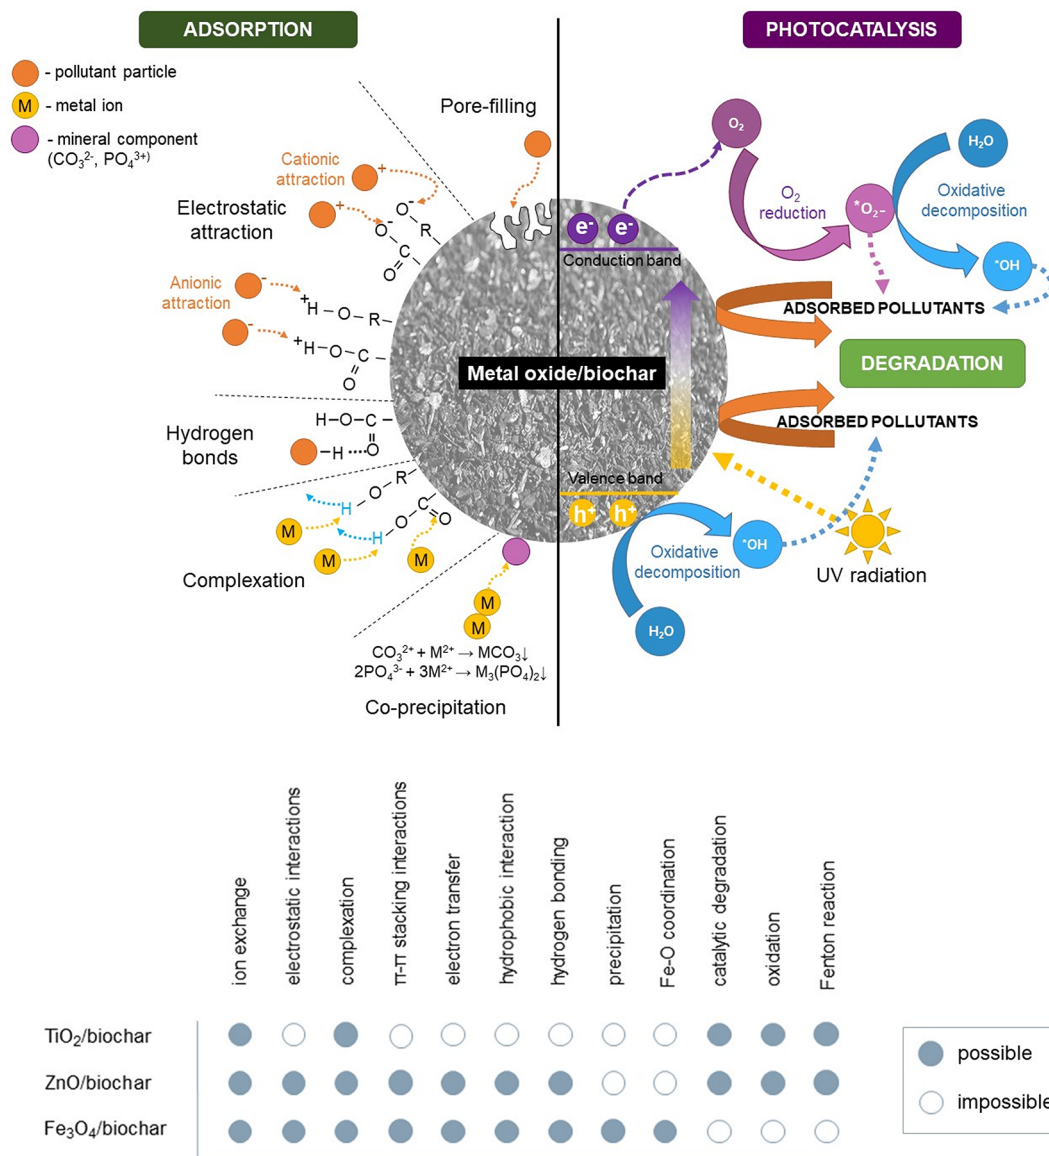 ADSORPTION
PHOTOCATALYSIS
- pollutant particle
M - metal ion
- mineral component
(CO₃²⁻, PO₄³⁺)
Pore-filling
Cationic
attraction
Electrostatic
attraction
+
+
O⁻
O⁻
R
C
O
Anionic
attraction
-
-
⁺H – O – R
⁺H – O – C
O
Hydrogen
bonds
H–O–C
O
–H
H
O
R
H
O
C
O
M
M
M
Complexation
M
M
CO₃²⁺ + M²⁺ → MCO₃↓
2PO₄³⁻ + 3M²⁺ → M₃(PO₄)₂↓
Co-precipitation
Metal oxide/biochar
e⁻ e⁻
Conduction band
Valence band
h⁺ h⁺
O₂
O₂
reduction
*O₂–
H₂O
Oxidative
decomposition
*OH
ADSORBED POLLUTANTS
DEGRADATION
ADSORBED POLLUTANTS
Oxidative
decomposition
*OH
H₂O
UV radiation
ion exchange
electrostatic interactions
complexation
π-π stacking interactions
electron transfer
hydrophobic interaction
hydrogen bonding
precipitation
Fe-O coordination
catalytic degradation
oxidation
Fenton reaction
TiO₂/biochar
ZnO/biochar
Fe₃O₄/biochar
possible
impossible